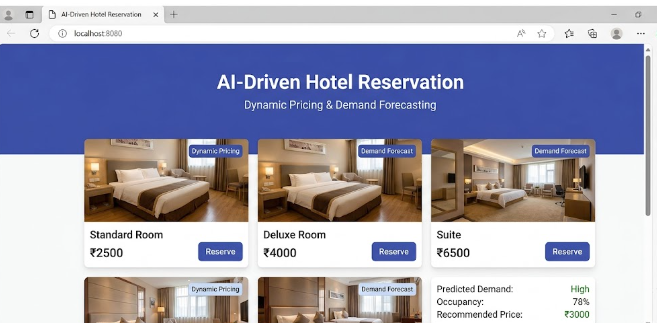 AI-Driven Hotel Reservation
localhost:8080
AI-Driven Hotel Reservation
Dynamic Pricing & Demand Forecasting
Dynamic Pricing
Demand Forecast
Demand Forecast
Standard Room
₹2500
Reserve
Deluxe Room
₹4000
Reserve
Suite
₹6500
Reserve
Dynamic Pricing
Demand Forecast
Predicted Demand: High
Occupancy: 78%
Recommended Price: ₹3000